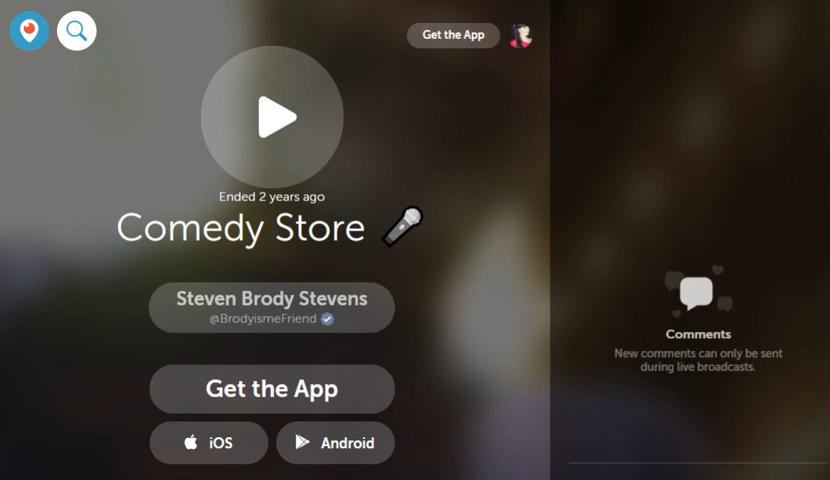 Get the App
Ended 2 years ago
Comedy Store
Steven Brody Stevens
@BrodyismeFriend
Get the App
iOS
Android
Comments
New comments can only be sent
during live broadcasts.